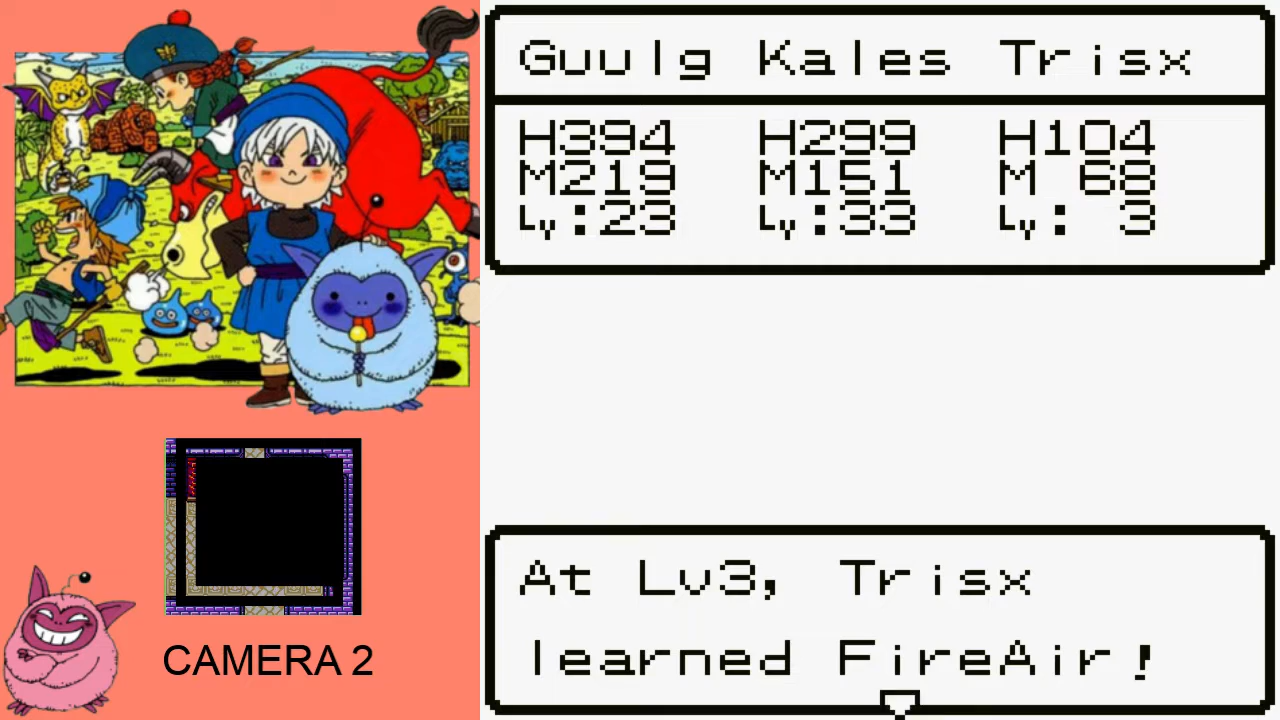 Guulg Kales Trisx
H394 H299 H104
M219 M151 M 68
Lv:23 Lv:33 Lv: 3
At Lv3, Trisx
learned FireAir!
CAMERA 2